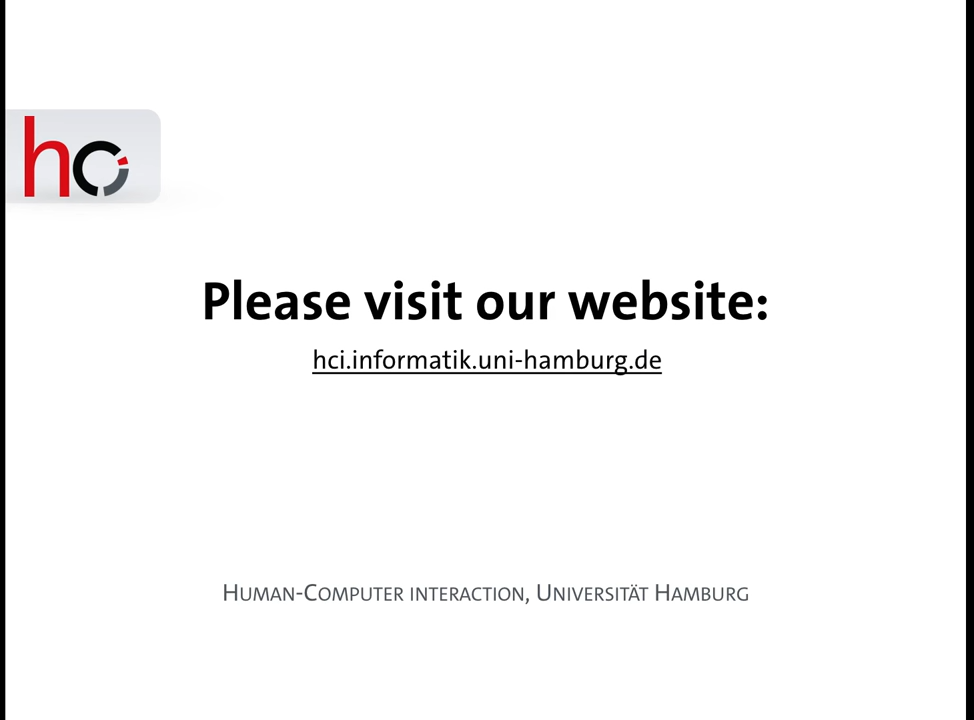 hci
Please visit our website:
hci.informatik.uni-hamburg.de
Human-Computer interaction, Universität Hamburg